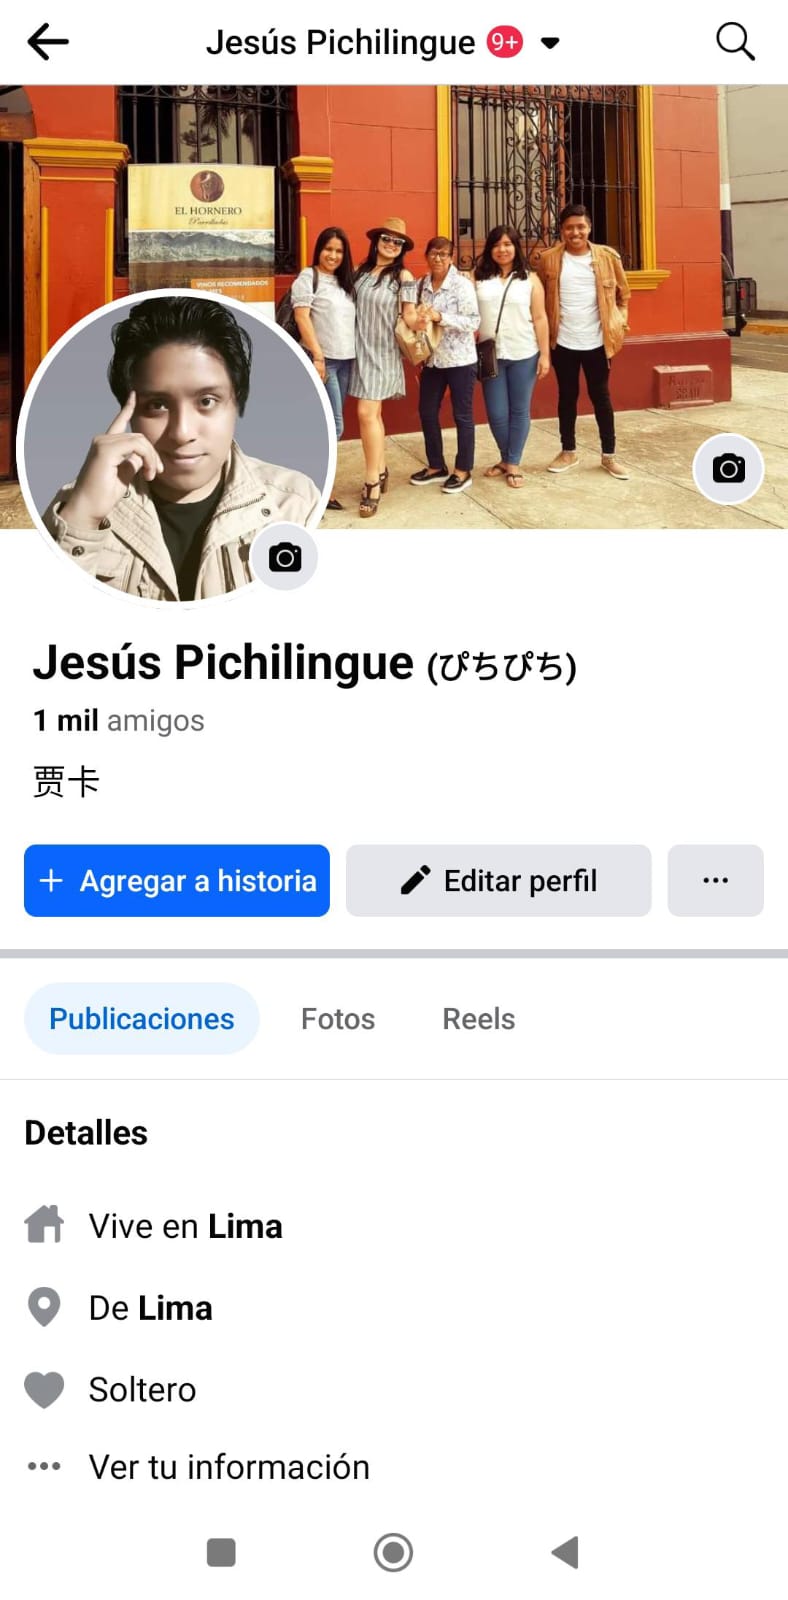 Jesús Pichilingue 9+
EL HORNERO
Parrilladas
VINOS RECOMENDADOS
Jesús Pichilingue (ぴちぴち)
1 mil amigos
贾卡
+ Agregar a historia
Editar perfil
Publicaciones
Fotos
Reels
Detalles
Vive en Lima
De Lima
Soltero
Ver tu información